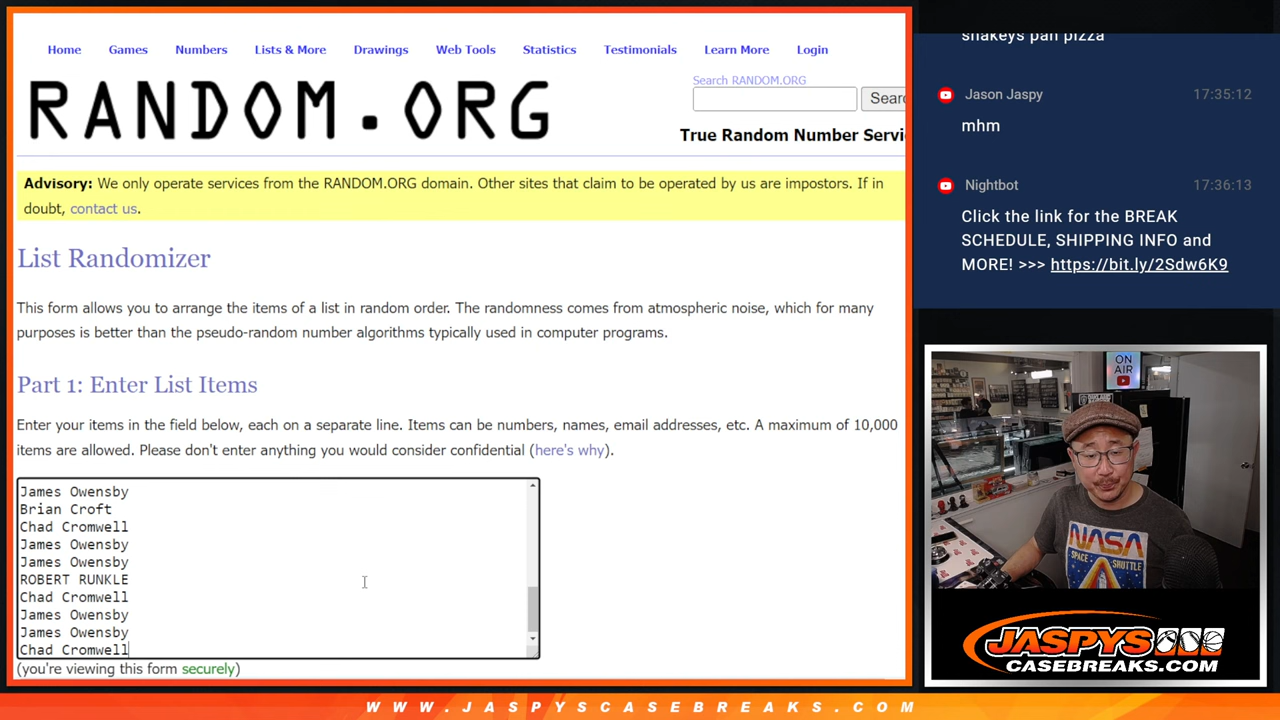 Home Games Numbers Lists & More Drawings Web Tools Statistics Testimonials Learn More Login
RANDOM.ORG
Search RANDOM.ORG
Searc
True Random Number Servi
Advisory: We only operate services from the RANDOM.ORG domain. Other sites that claim to be operated by us are impostors. If in
doubt, contact us.
List Randomizer
This form allows you to arrange the items of a list in random order. The randomness comes from atmospheric noise, which for many
purposes is better than the pseudo-random number algorithms typically used in computer programs.
Part 1: Enter List Items
Enter your items in the field below, each on a separate line. Items can be numbers, names, email addresses, etc. A maximum of 10,000
items are allowed. Please don't enter anything you would consider confidential (here's why).
James Owensby
Brian Croft
Chad Cromwell
James Owensby
James Owensby
ROBERT RUNKLE
Chad Cromwell
James Owensby
James Owensby
Chad Cromwell
(you're viewing this form securely)
shakeys pan pizza
Jason Jaspy 17:35:12
mhm
Nightbot 17:36:13
Click the link for the BREAK
SCHEDULE, SHIPPING INFO and
MORE! >>> https://bit.ly/2Sdw6K9
ON
AIR
NASA
SPACE SHUTTLE
JASPYS
CASEBREAKS.COM
WWW.JASPYSCASEBREAKS.COM